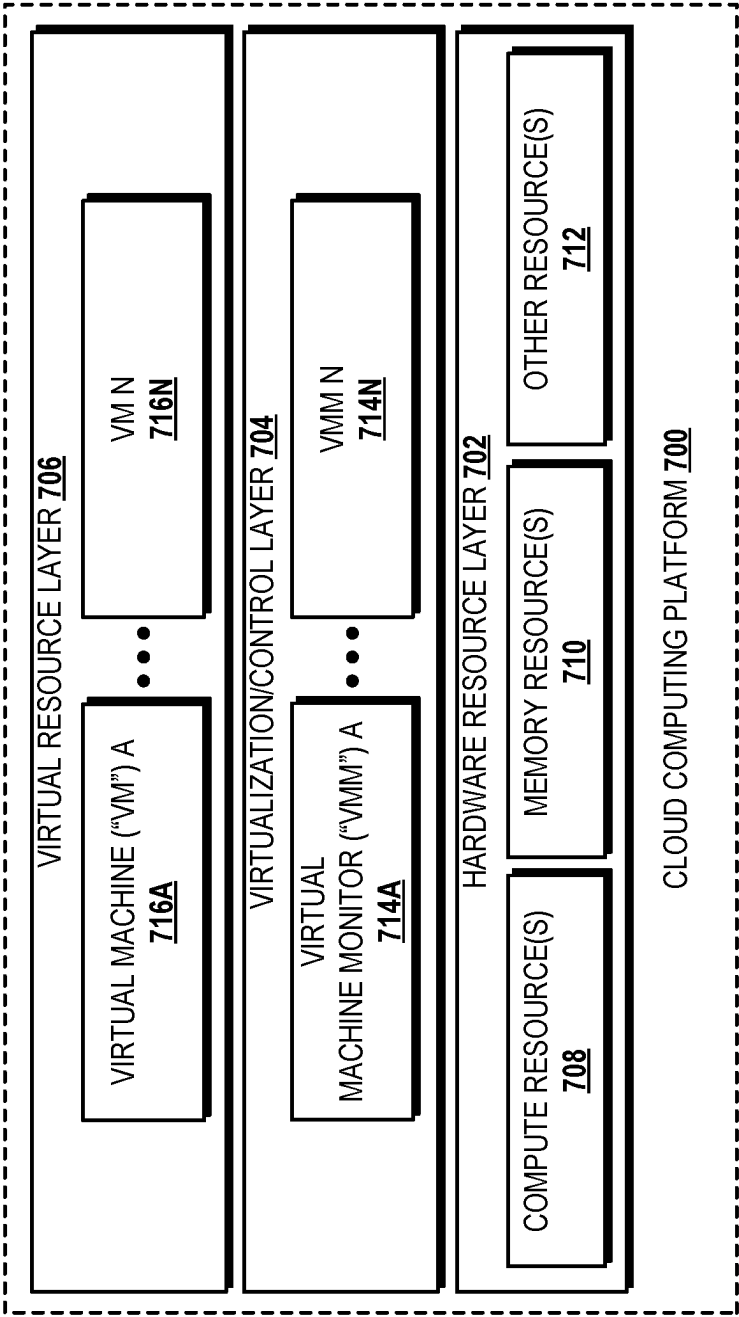 VIRTUAL RESOURCE LAYER 706
VIRTUAL MACHINE (“VM”) A
716A
VM N
716N
VIRTUALIZATION/CONTROL LAYER 704
VIRTUAL
MACHINE MONITOR (“VMM”) A
714A
VMM N
714N
HARDWARE RESOURCE LAYER 702
COMPUTE RESOURCE(S)
708
MEMORY RESOURCE(S)
710
OTHER RESOURCE(S)
712
CLOUD COMPUTING PLATFORM 700